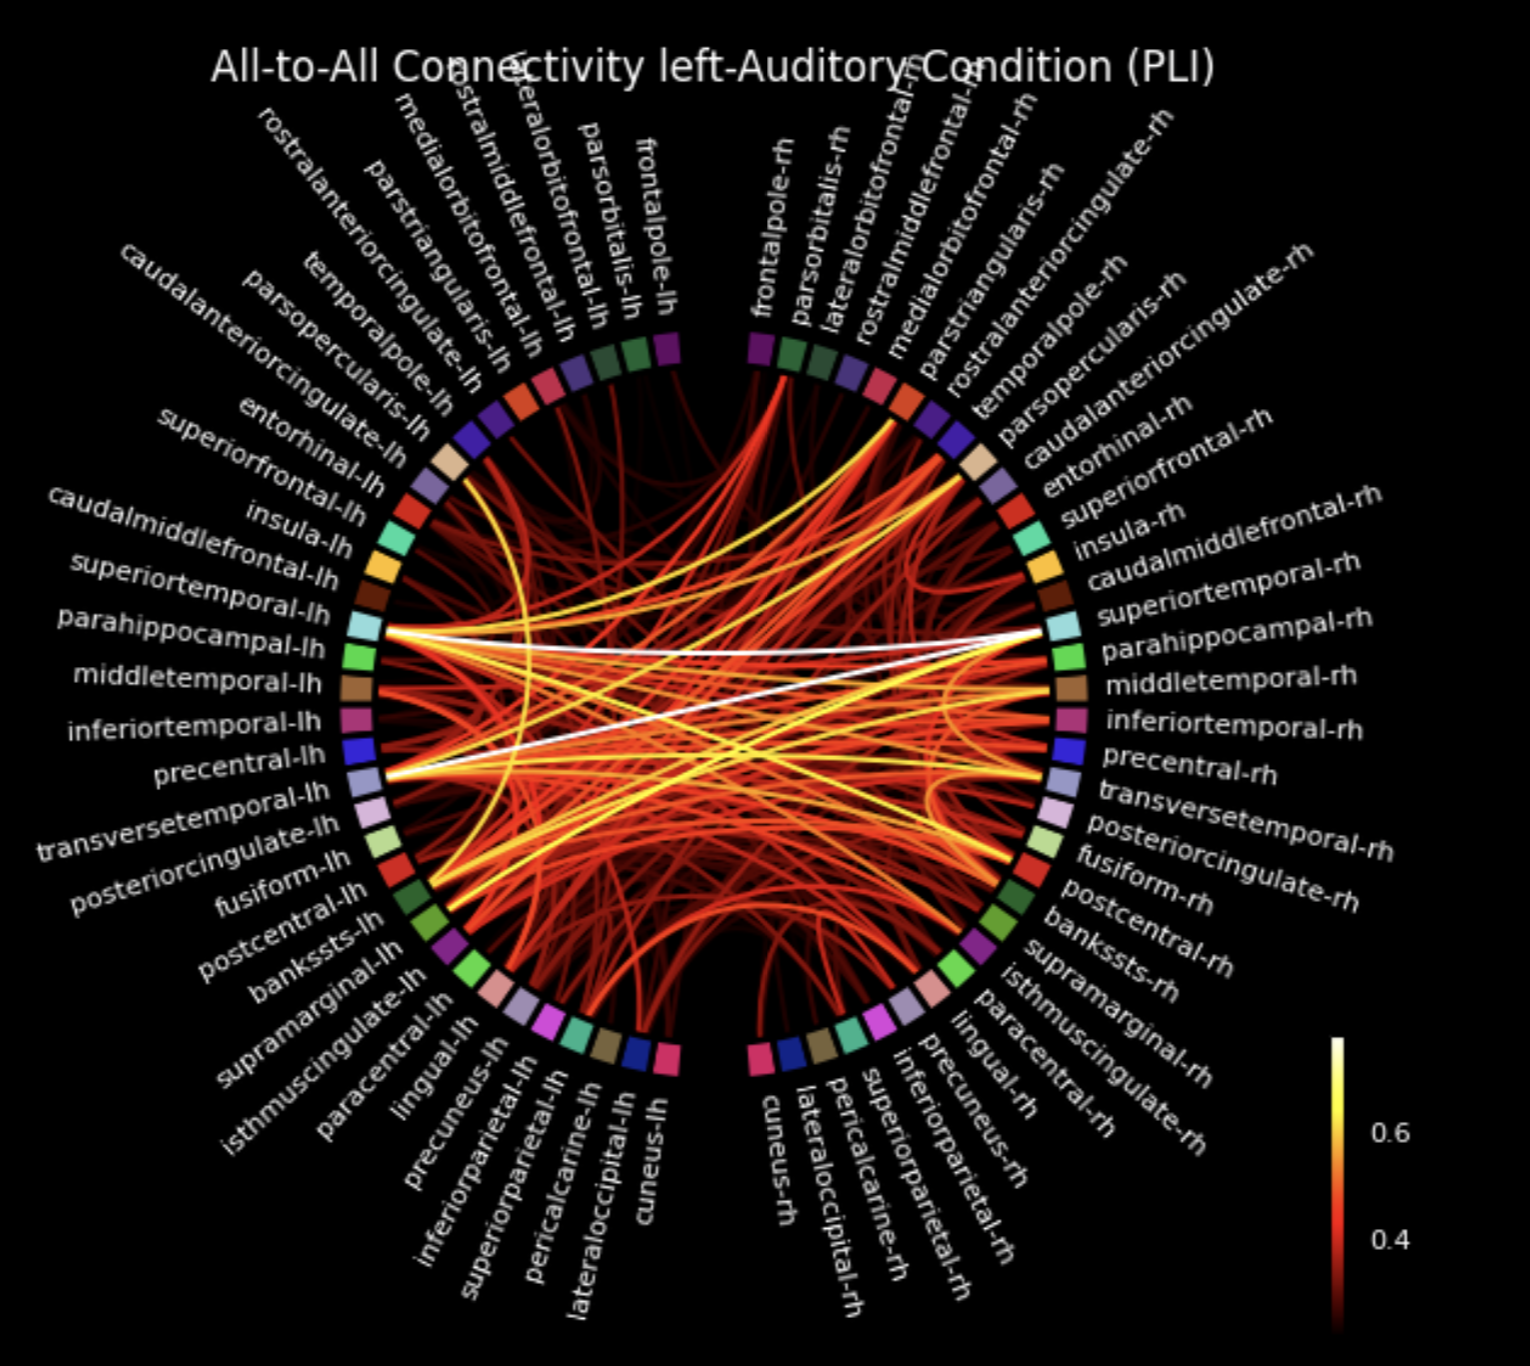 All-to-All Connectivity left-Auditory Condition (PLI)
frontalpole-lh
parsorbitalis-lh
lateralorbitofrontal-lh
rostralmiddlefrontal-lh
medialorbitofrontal-lh
parstriangularis-lh
rostralanteriorcingulate-lh
temporalpole-lh
parsopercularis-lh
caudalanteriorcingulate-lh
entorhinal-lh
superiorfrontal-lh
insula-lh
caudalmiddlefrontal-lh
superiortemporal-lh
parahippocampal-lh
middletemporal-lh
inferiortemporal-lh
precentral-lh
transversetemporal-lh
posteriorcingulate-lh
fusiform-lh
postcentral-lh
bankssts-lh
supramarginal-lh
isthmuscingulate-lh
paracentral-lh
lingual-lh
precuneus-lh
inferiorparietal-lh
superiorparietal-lh
pericalcarine-lh
lateraloccipital-lh
cuneus-lh
frontalpole-rh
parsorbitalis-rh
lateralorbitofrontal-rh
rostralmiddlefrontal-rh
medialorbitofrontal-rh
parstriangularis-rh
rostralanteriorcingulate-rh
temporalpole-rh
parsopercularis-rh
caudalanteriorcingulate-rh
entorhinal-rh
superiorfrontal-rh
insula-rh
caudalmiddlefrontal-rh
superiortemporal-rh
parahippocampal-rh
middletemporal-rh
inferiortemporal-rh
precentral-rh
transversetemporal-rh
posteriorcingulate-rh
fusiform-rh
postcentral-rh
bankssts-rh
supramarginal-rh
isthmuscingulate-rh
paracentral-rh
lingual-rh
precuneus-rh
inferiorparietal-rh
superiorparietal-rh
pericalcarine-rh
lateraloccipital-rh
cuneus-rh
0.6
0.4